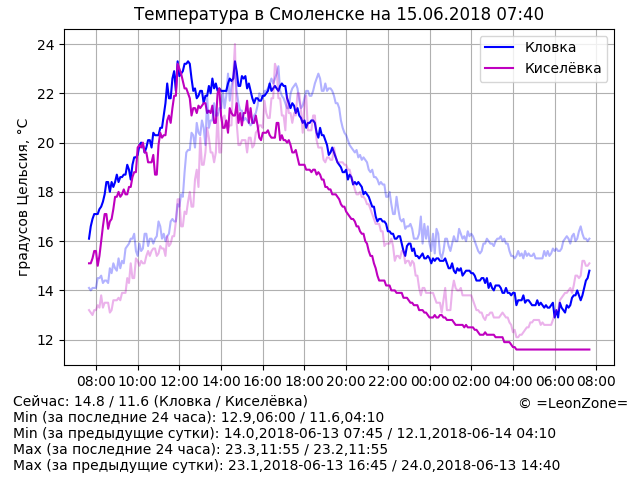 Температура в Смоленске на 15.06.2018 07:40
градусов Цельсия, °C
24
22
20
18
16
14
12
Кловка
Киселёвка
08:00 10:00 12:00 14:00 16:00 18:00 20:00 22:00 00:00 02:00 04:00 06:00 08:00
Сейчас: 14.8 / 11.6 (Кловка / Киселёвка)
© =LeonZone=
Min (за последние 24 часа): 12.9,06:00 / 11.6,04:10
Min (за предыдущие сутки): 14.0,2018-06-13 07:45 / 12.1,2018-06-14 04:10
Max (за последние 24 часа): 23.3,11:55 / 23.2,11:55
Max (за предыдущие сутки): 23.1,2018-06-13 16:45 / 24.0,2018-06-13 14:40